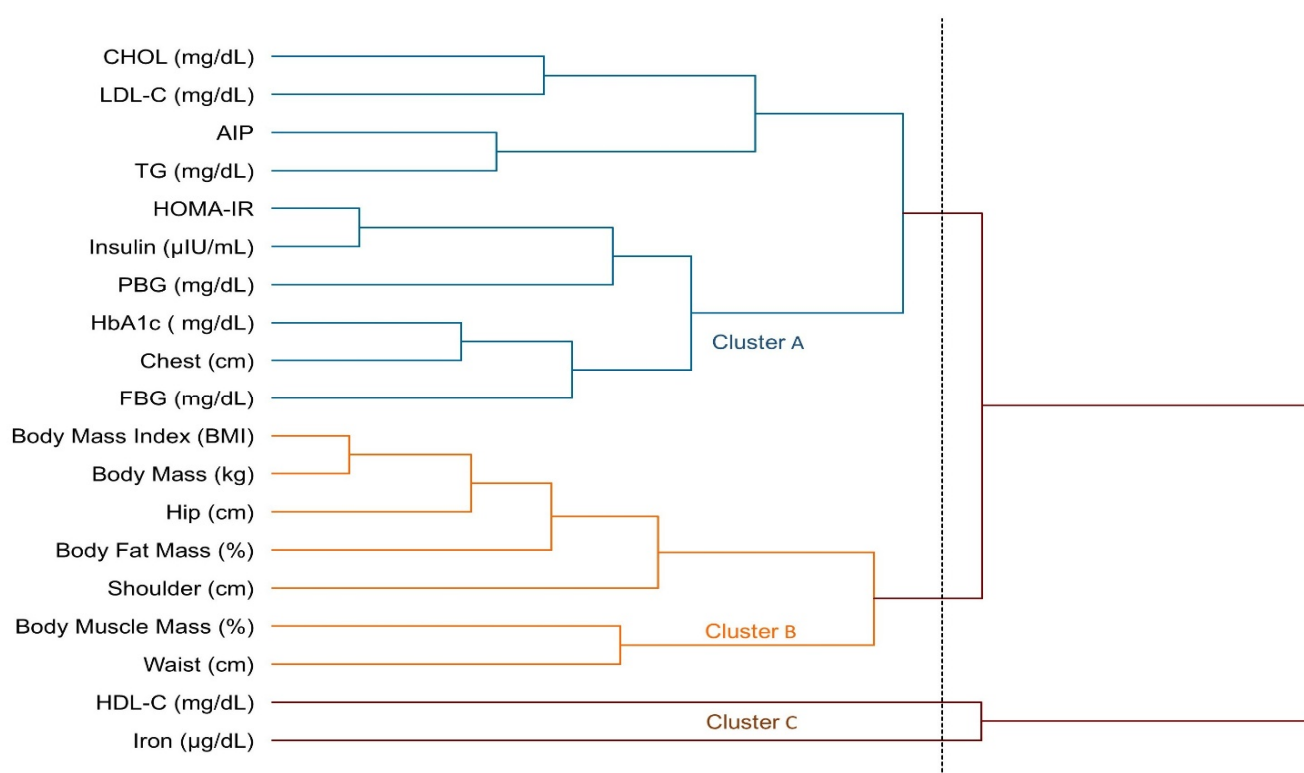 CHOL (mg/dL)
LDL-C (mg/dL)
AIP
TG (mg/dL)
HOMA-IR
Insulin (μIU/mL)
PBG (mg/dL)
HbA1c ( mg/dL)
Cluster A
Chest (cm)
FBG (mg/dL)
Body Mass Index (BMI)
Body Mass (kg)
Hip (cm)
Body Fat Mass (%)
Shoulder (cm)
Body Muscle Mass (%)
Cluster B
Waist (cm)
HDL-C (mg/dL)
Cluster C
Iron (μg/dL)